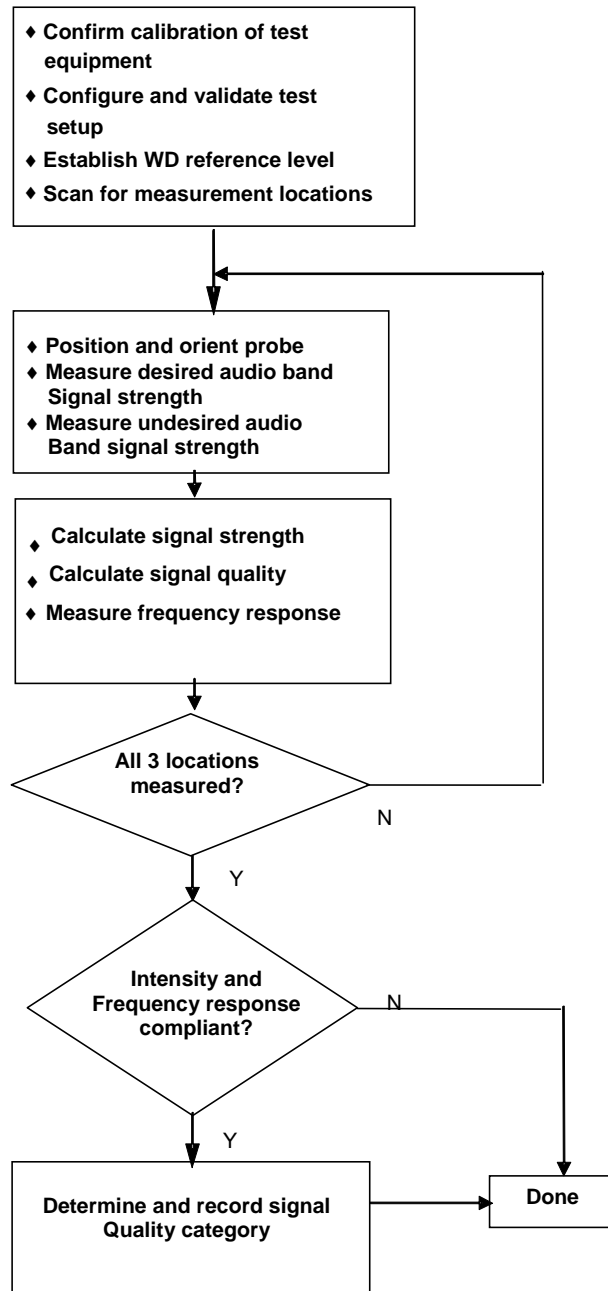 ♦ Confirm calibration of test
equipment
♦ Configure and validate test
setup
♦ Establish WD reference level
♦ Scan for measurement locations
♦ Position and orient probe
♦ Measure desired audio band
Signal strength
♦ Measure undesired audio
Band signal strength
♦ Calculate signal strength
♦ Calculate signal quality
♦ Measure frequency response
All 3 locations
measured?
N
Y
Intensity and
Frequency response
compliant?
N
Y
Determine and record signal
Quality category
Done